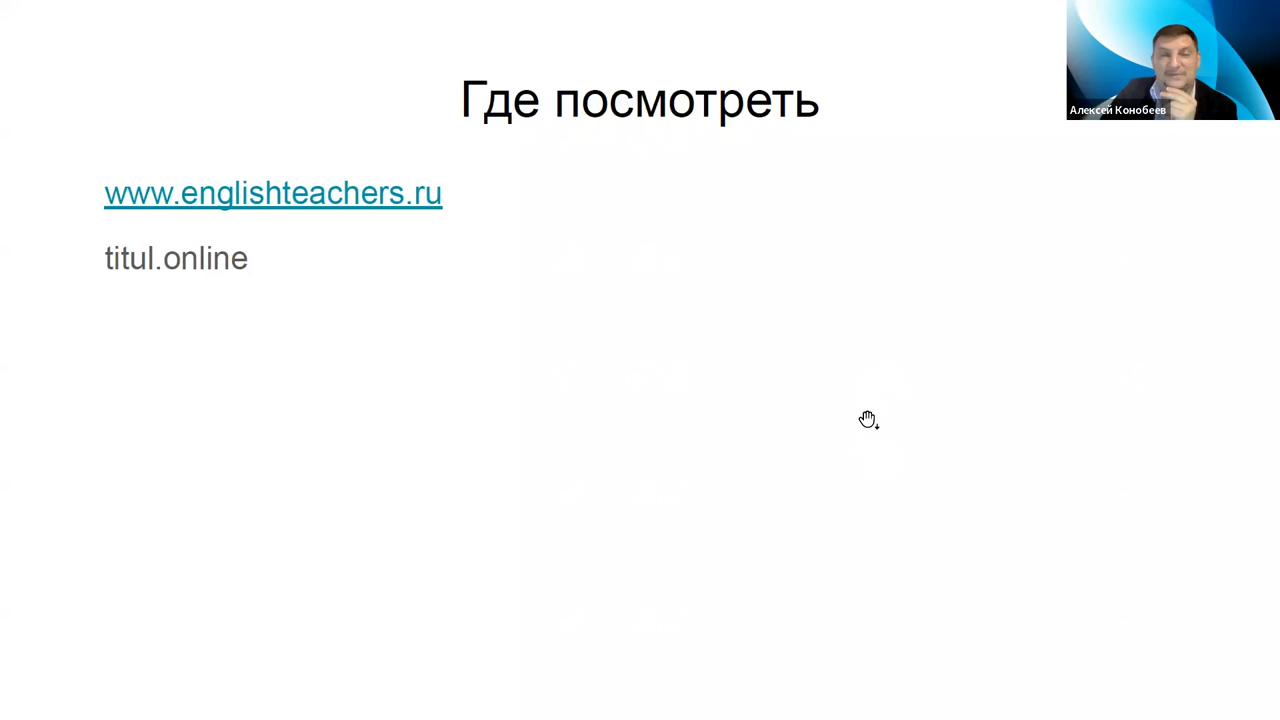 Где посмотреть
Алексей Конобеев
www.englishteachers.ru
titul.online